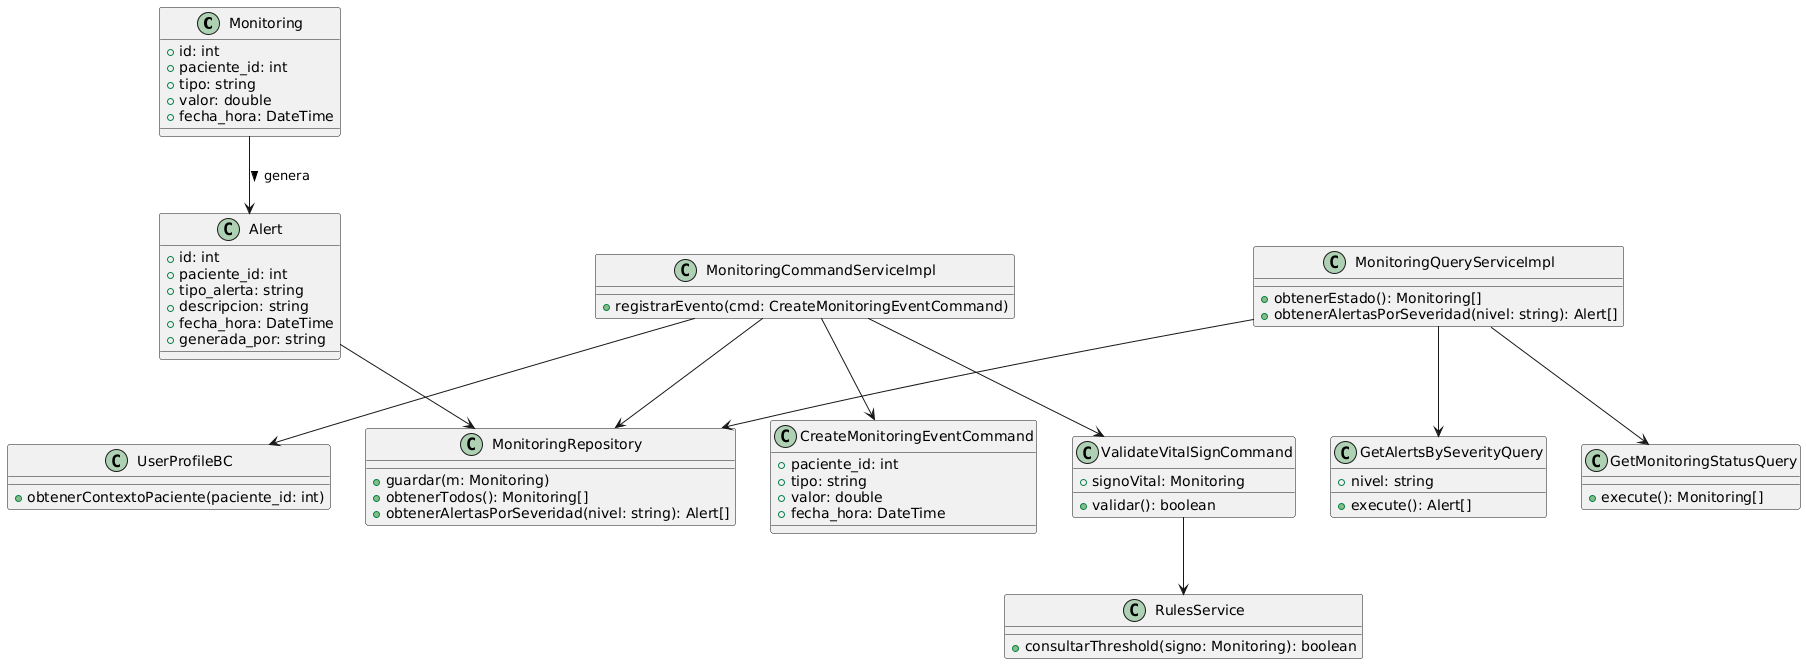 C Monitoring
id: int
paciente_id: int
tipo: string
valor: double
fecha_hora: DateTime
genera
C Alert
id: int
paciente_id: int
tipo_alerta: string
descripcion: string
fecha_hora: DateTime
generada_por: string
C MonitoringCommandServiceImpl
registrarEvento(cmd: CreateMonitoringEventCommand)
C MonitoringQueryServiceImpl
obtenerEstado(): Monitoring[]
obtenerAlertasPorSeveridad(nivel: string): Alert[]
C UserProfileBC
obtenerContextoPaciente(paciente_id: int)
C MonitoringRepository
guardar(m: Monitoring)
obtenerTodos(): Monitoring[]
obtenerAlertasPorSeveridad(nivel: string): Alert[]
C CreateMonitoringEventCommand
paciente_id: int
tipo: string
valor: double
fecha_hora: DateTime
C ValidateVitalSignCommand
signoVital: Monitoring
validar(): boolean
C GetAlertsBySeverityQuery
nivel: string
execute(): Alert[]
C GetMonitoringStatusQuery
execute(): Monitoring[]
C RulesService
consultarThreshold(signo: Monitoring): boolean